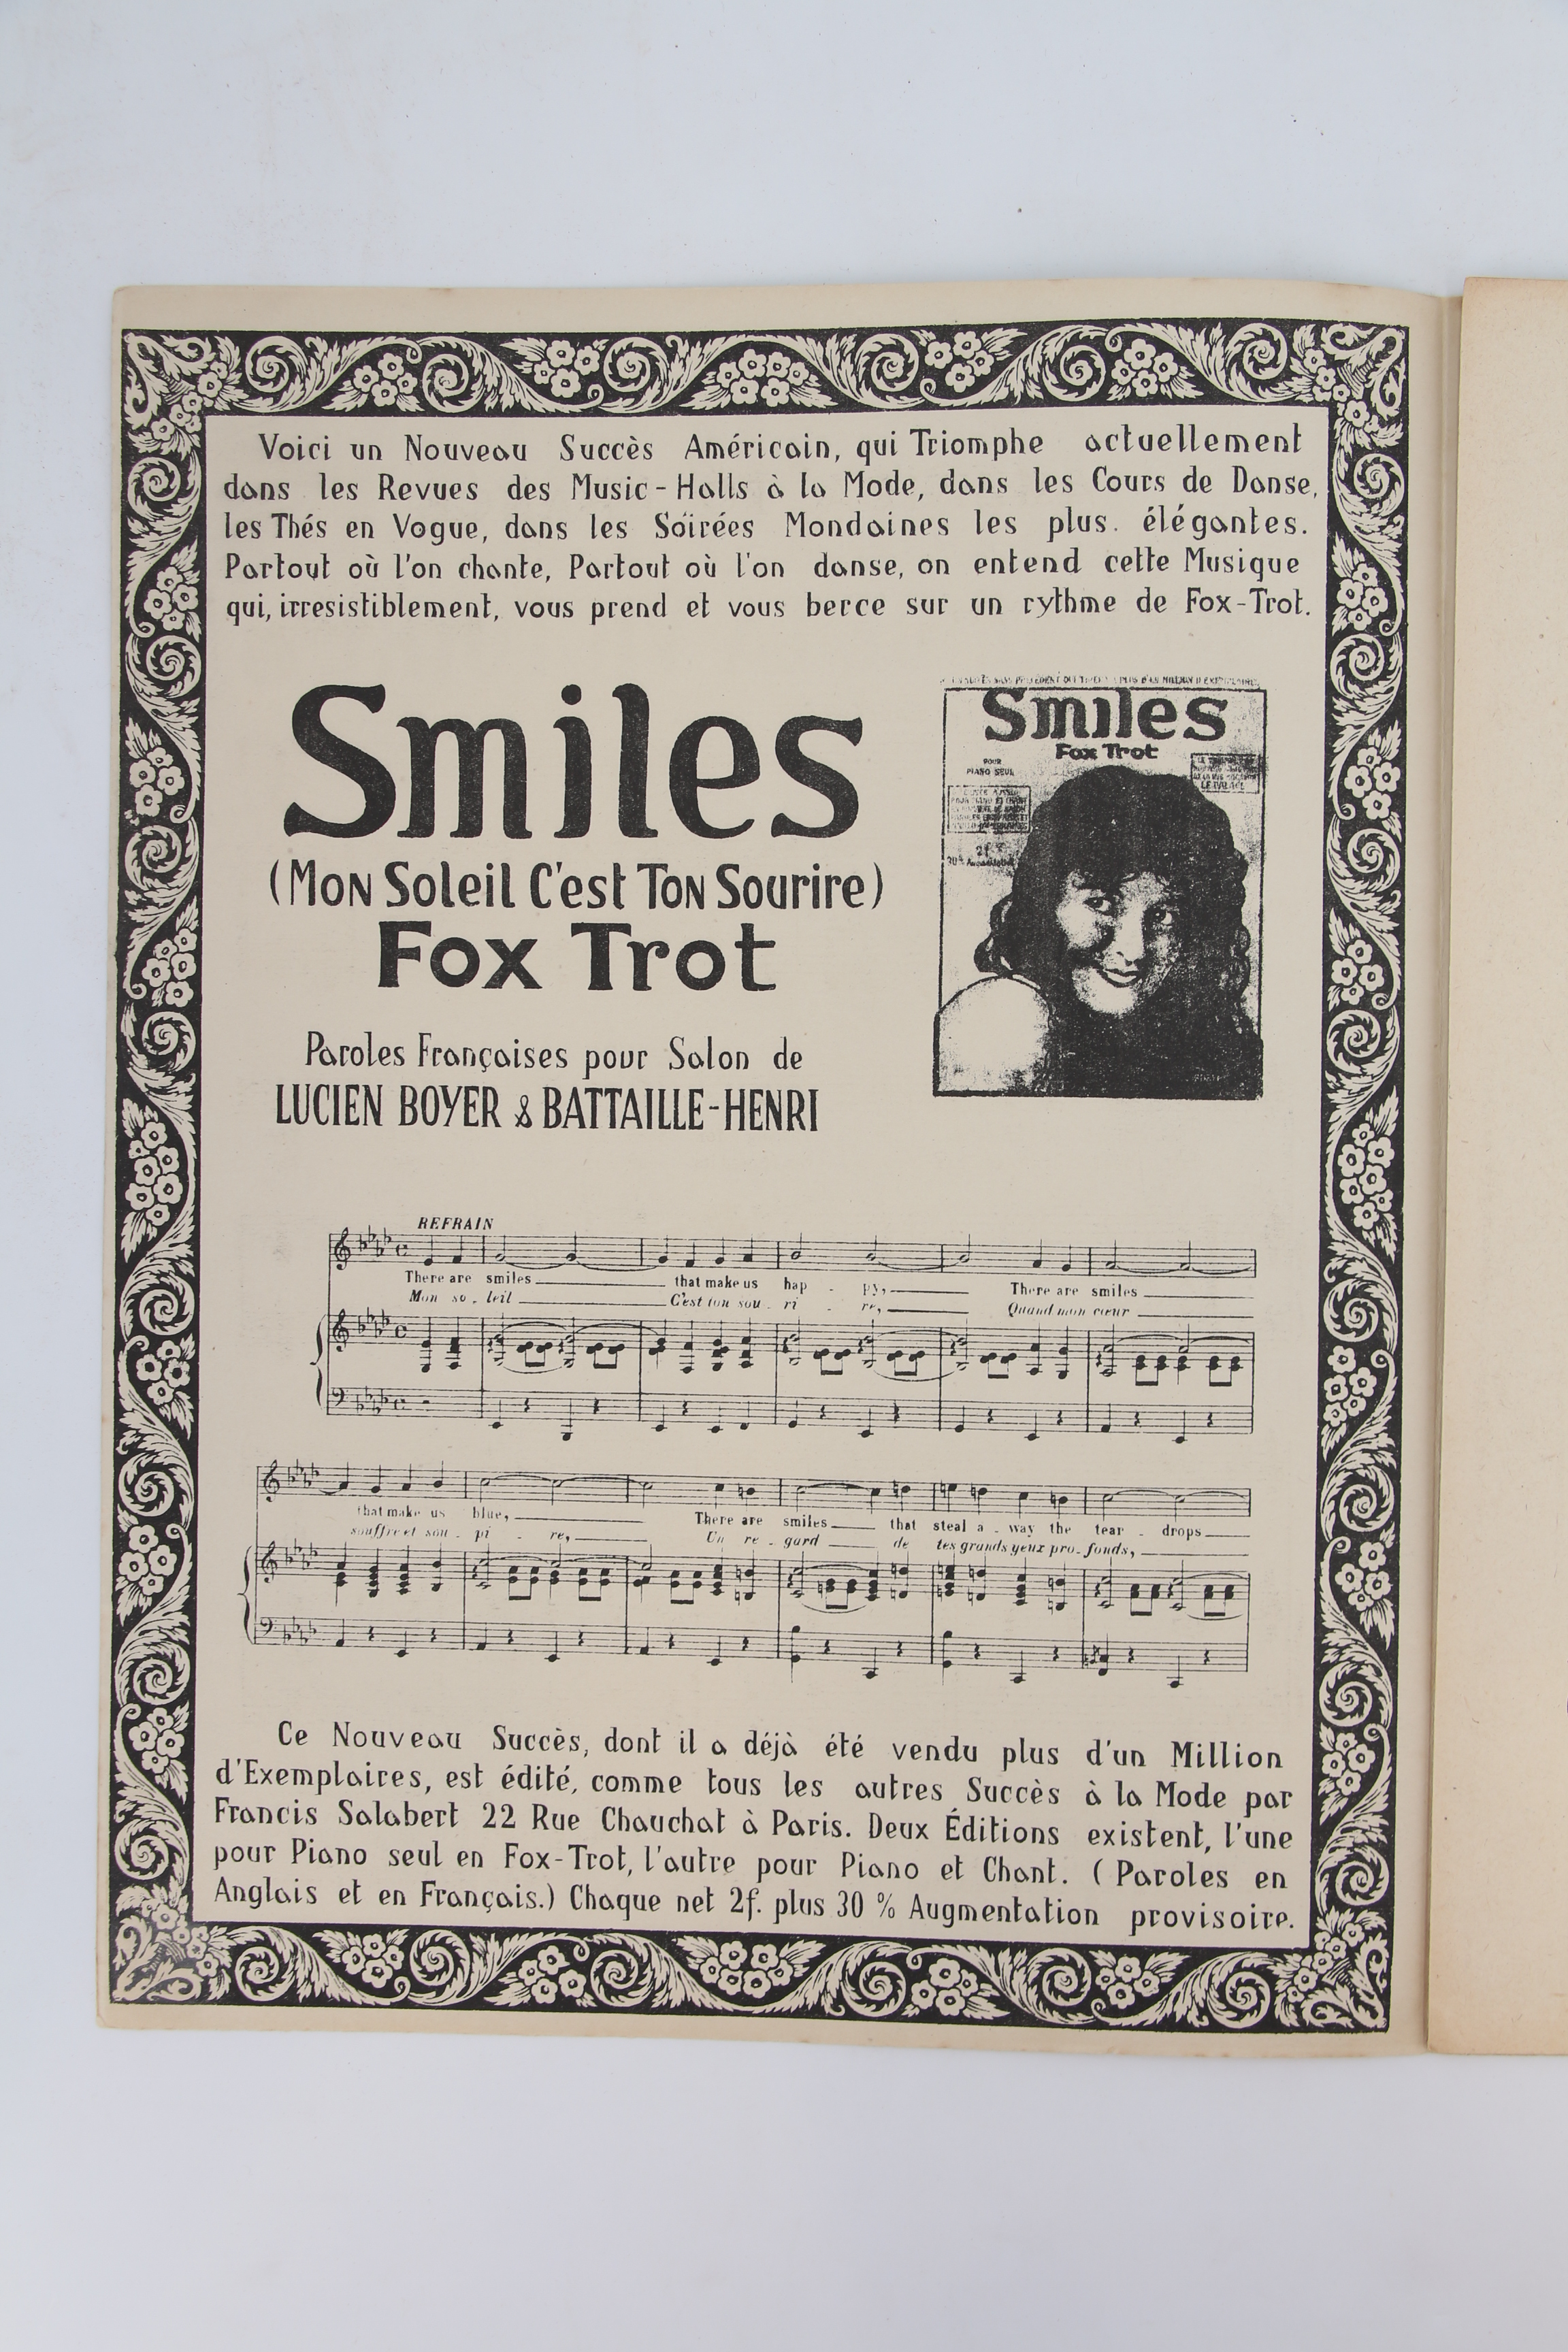 Voici un Nouveau Succès Américain, qui Triomphe actuellement
dans les Revues des Music-Halls à la Mode, dans les Cours de Danse,
les Thés en Vogue, dans les Soirées Mondaines les plus. élégantes.
Partout où l'on chante, Partout où l'on danse, on entend cette Musique
qui, irresistiblement, vous prend et vous berce sur un rythme de Fox-Trot.
Smiles
(Mon Soleil C'est Ton Sourire)
Fox Trot
Paroles Françaises pour Salon de
LUCIEN BOYER & BATTAILLE-HENRI
Smiles
Fox Trot
POUR
PIANO SEUL
REFRAIN
There are smiles that make us hap - py, There are smiles
Mon so - leil C'est ton sou - ri - re, Quand mon cœur
that make us blue, There are smiles that steal a - way the tear - drops
souffre et sou - pi - re, Un re - gard de tes grands yeux pro - fonds,
Ce Nouveau Succès, dont il a déjà été vendu plus d'un Million
d'Exemplaires, est édité, comme tous les autres Succès à la Mode par
Francis Salabert 22 Rue Chauchat à Paris. Deux Éditions existent, l'une
pour Piano seul en Fox-Trot, l'autre pour Piano et Chant. (Paroles en
Anglais et en Français.) Chaque net 2f. plus 30 % Augmentation provisoire.